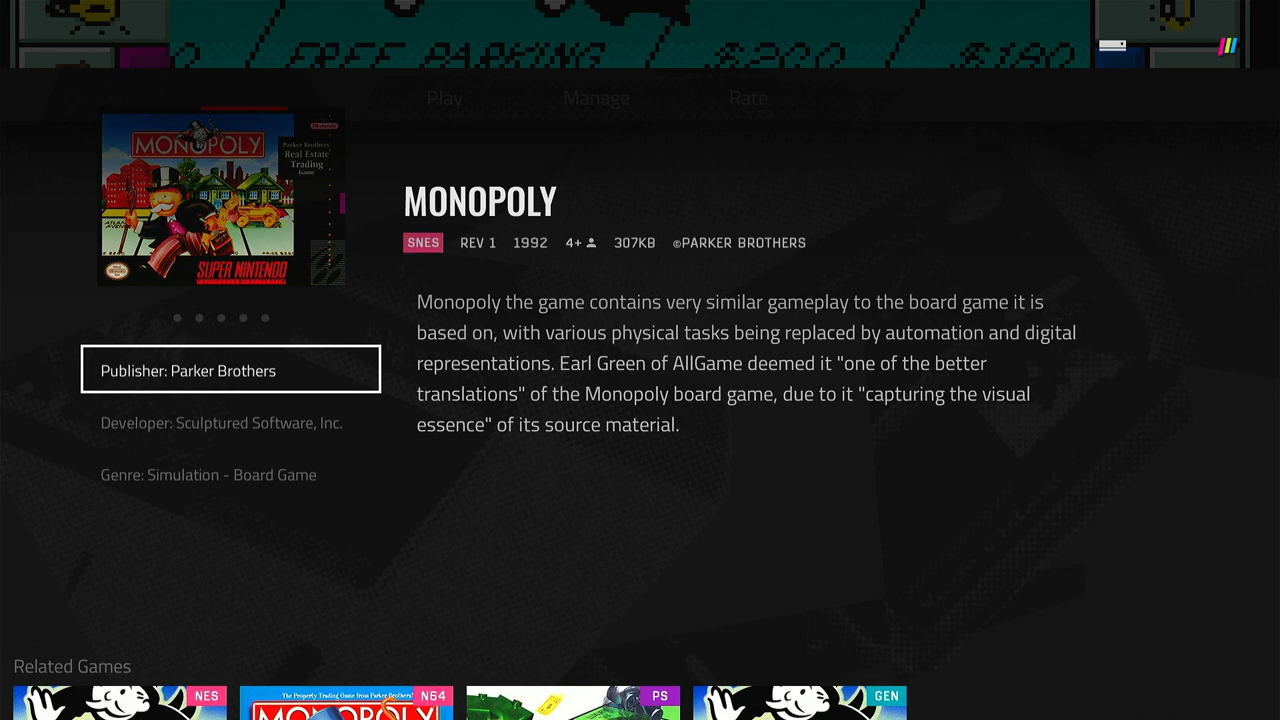 FREE PARKING
$200
$180
Play
Manage
Rate
MONOPOLY
Nintendo
Parker Brothers'
Real Estate
Trading
Game
SUPER NINTENDO
MONOPOLY
SNES REV 1 1992 4+ 307KB ©PARKER BROTHERS
Monopoly the game contains very similar gameplay to the board game it is
based on, with various physical tasks being replaced by automation and digital
representations. Earl Green of AllGame deemed it "one of the better
translations" of the Monopoly board game, due to it "capturing the visual
essence" of its source material.
Publisher: Parker Brothers
Developer: Sculptured Software, Inc.
Genre: Simulation - Board Game
Related Games
NES
The Property Trading Game from Parker Brothers!
N64
MONOPOLY
PS
GEN